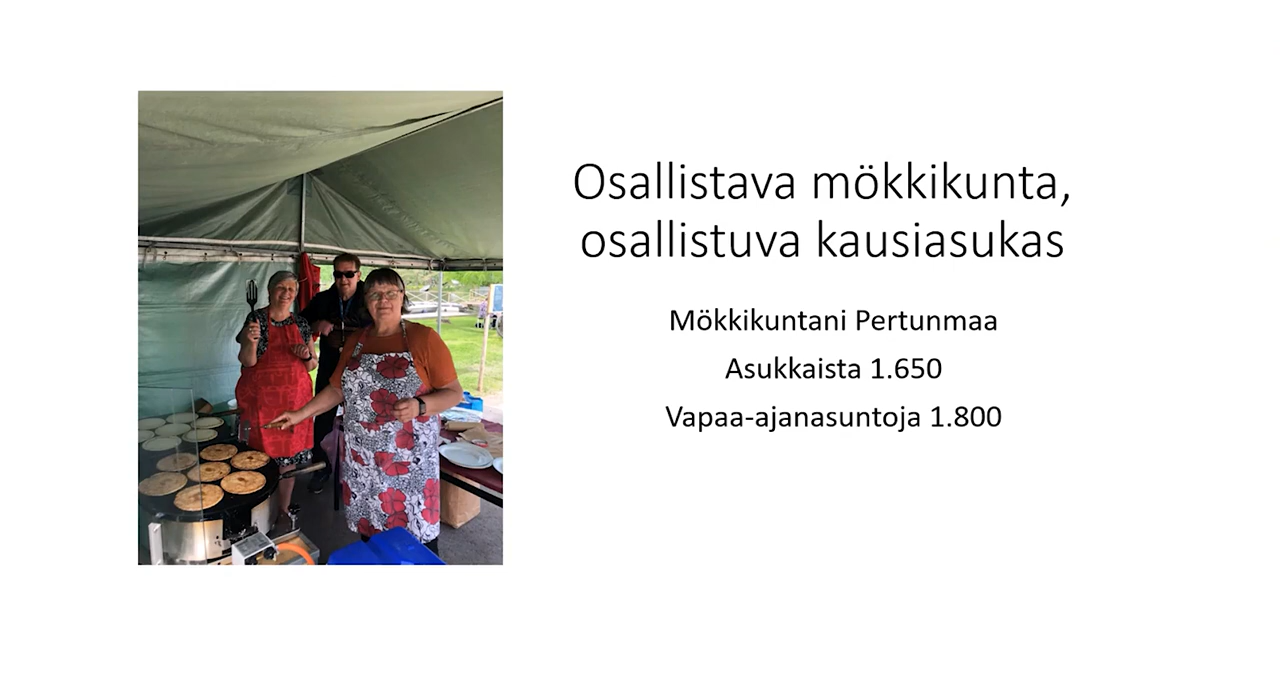 Osallistava mökkikunta,
osallistuva kausiasukas
Mökkikuntani Pertunmaa
Asukkaista 1.650
Vapaa-ajanasuntoja 1.800